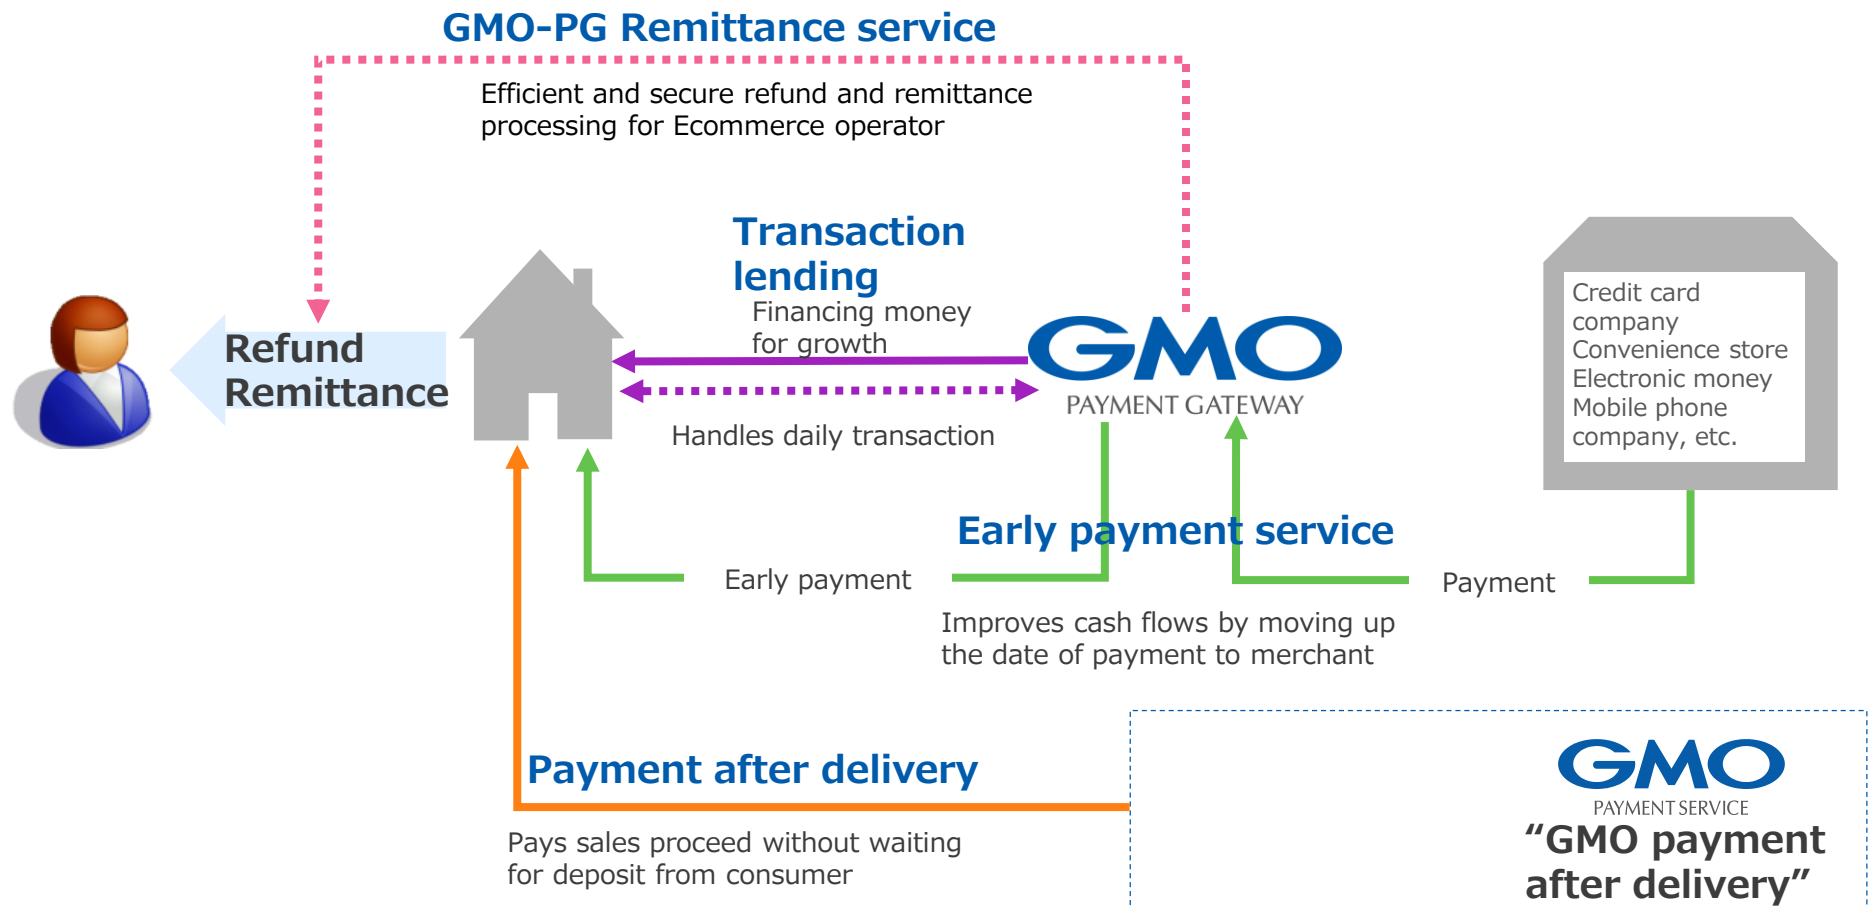 GMO-PG Remittance service
Efficient and secure refund and remittance
processing for Ecommerce operator
Transaction
lending
Financing money
for growth
Refund
Remittance
GMO
PAYMENT GATEWAY
Handles daily transaction
Credit card
company
Convenience store
Electronic money
Mobile phone
company, etc.
Early payment service
Early payment
Payment
Improves cash flows by moving up
the date of payment to merchant
Payment after delivery
Pays sales proceed without waiting
for deposit from consumer
GMO
PAYMENT SERVICE
“GMO payment
after delivery”